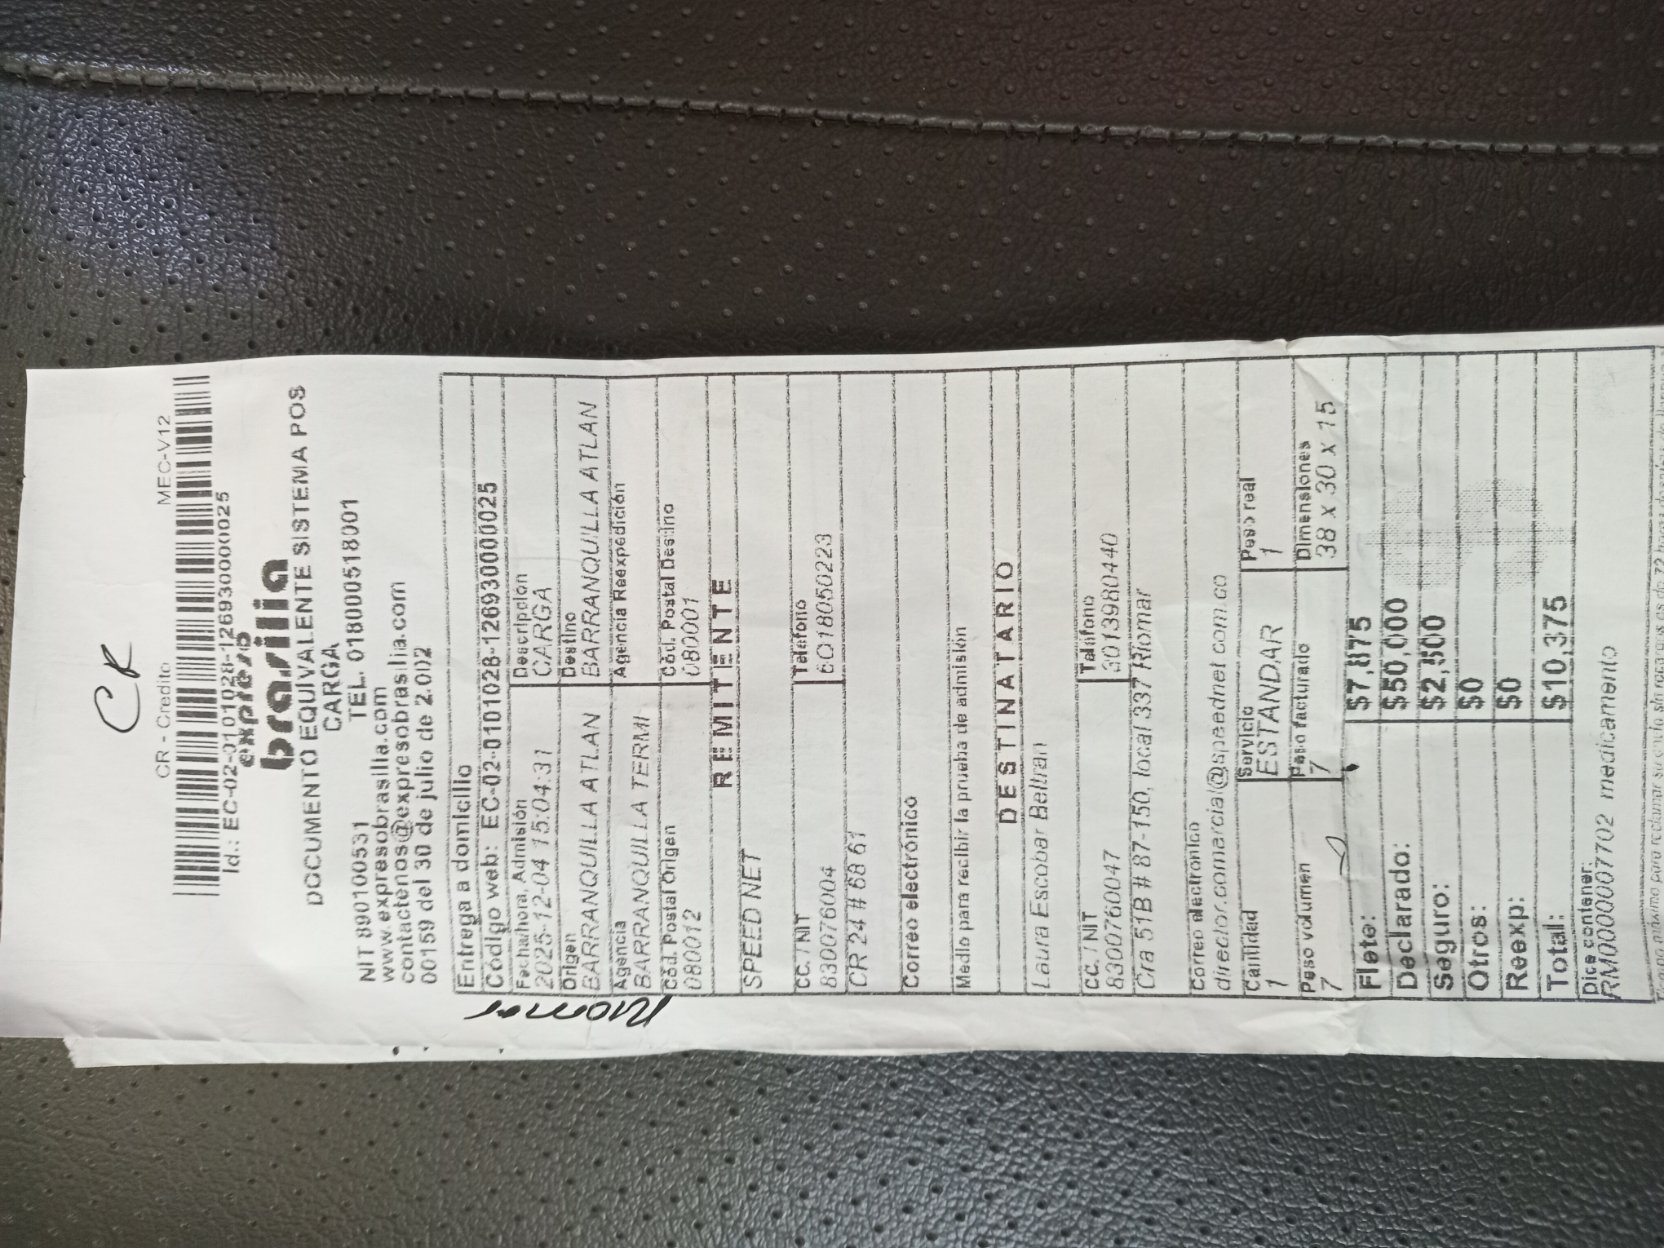 CR
CR - Credito MEC-V12
Id.: EC-02-0101028-12693000002​5
expreso
brasilia
DOCUMENTO EQUIVALENTE SISTEMA POS
CARGA
NIT 890100531 TEL. 018000518001
www.expresobrasilia.com
contactenos@expresobrasilia.com
00159 del 30 de julio de 2.002
Entrega a domicilio
Código web: EC-02-0101028-126930000025
Fecha/hora, Admisión Descripción
2025-12-04 15:04:31 CARGA
Origen Destino
BARRANQUILLA ATLAN BARRANQUILLA ATLAN
Agencia Agencia Reexpedición
BARRANQUILLA TERMI
Cód. Postal Origen Cód. Postal Destino
080012 080001
Riomar
REMITENTE
SPEED NET
CC. / NIT Teléfono
830076004 6018050223
CR 24 # 68 61
Correo electrónico
Medio para recibir la prueba de admisión
DESTINATARIO
Laura Escobar Beltran
CC. / NIT Teléfono
8300760047 3013980440
Cra 51B # 87-150, local 337 Riomar
Correo electronico
director.comercial@speednet.com.co
Cantidad Servicio Peso real
1 ESTANDAR 1
Peso volumen Peso facturado Dimensiones
7 7 38 x 30 x 15
Flete: $7,875
Declarado: $50,000
Seguro: $2,500
Otros: $0
Reexp: $0
Total: $10,375
Dice contener:
RM0000007702 medicamento